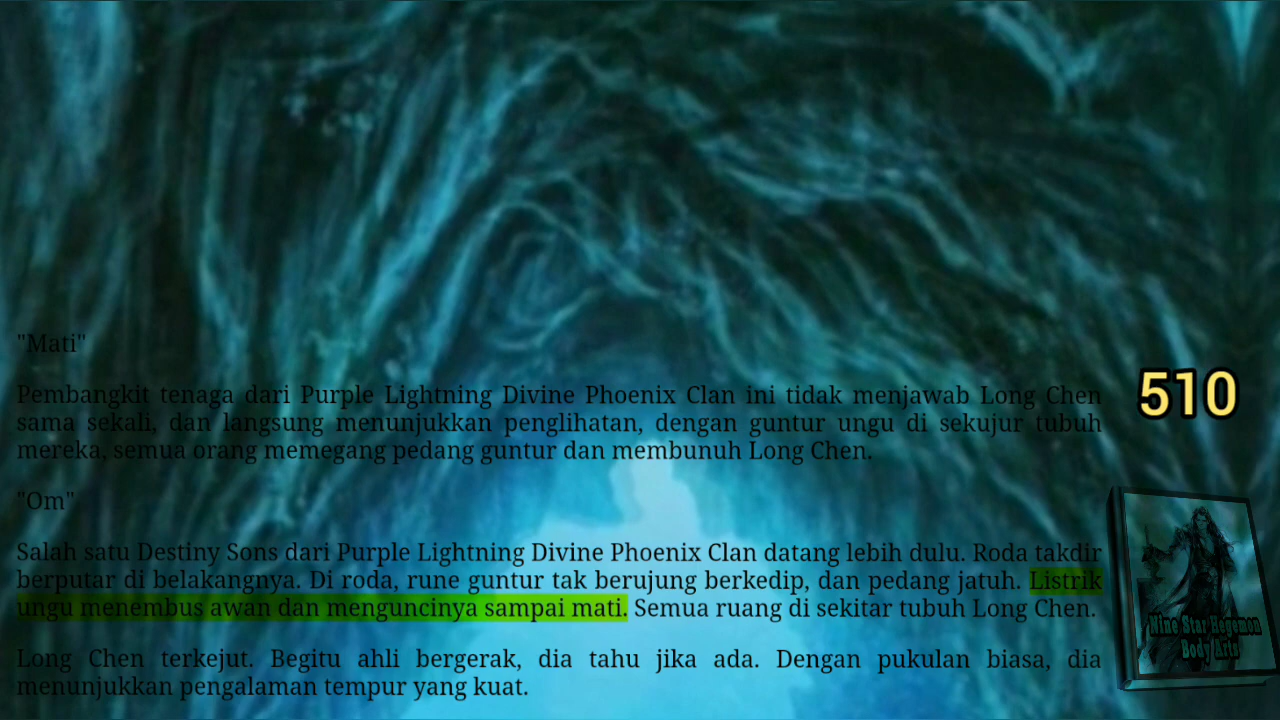 "Mati"
Pembangkit tenaga dari Purple Lightning Divine Phoenix Clan ini tidak menjawab Long Chen
sama sekali, dan langsung menunjukkan penglihatan, dengan guntur ungu di sekujur tubuh
mereka, semua orang memegang pedang guntur dan membunuh Long Chen.
"Om"
Salah satu Destiny Sons dari Purple Lightning Divine Phoenix Clan datang lebih dulu. Roda takdir
berputar di belakangnya. Di roda, rune guntur tak berujung berkedip, dan pedang jatuh. Listrik
ungu menembus awan dan menguncinya sampai mati. Semua ruang di sekitar tubuh Long Chen.
Long Chen terkejut. Begitu ahli bergerak, dia tahu jika ada. Dengan pukulan biasa, dia
menunjukkan pengalaman tempur yang kuat.
510
Nine Star Hegemon
Body Arts